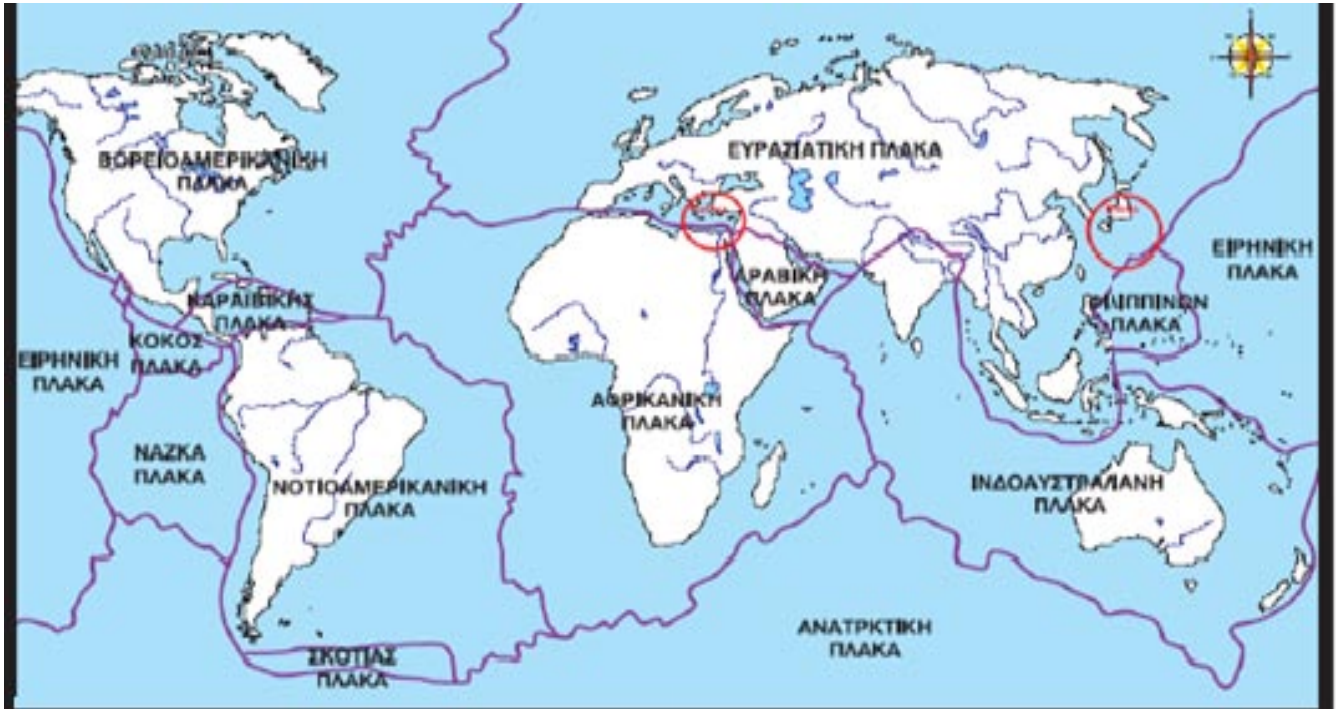 ΒΟΡΕΙΟΑΜΕΡΙΚΑΝΙΚΗ
ΠΛΑΚΑ
ΕΥΡΑΣΙΑΤΙΚΗ ΠΛΑΚΑ
ΕΙΡΗΝΙΚΗ
ΠΛΑΚΑ
ΑΡΑΒΙΚΗ
ΠΛΑΚΑ
ΚΑΡΑΙΒΙΚΗΣ
ΠΛΑΚΑ
ΦΙΛΙΠΠΙΝΩΝ
ΠΛΑΚΑ
ΚΟΚΟΣ
ΠΛΑΚΑ
ΕΙΡΗΝΙΚΗ
ΠΛΑΚΑ
ΑΦΡΙΚΑΝΙΚΗ
ΠΛΑΚΑ
ΝΑΖΚΑ
ΠΛΑΚΑ
ΝΟΤΙΟΑΜΕΡΙΚΑΝΙΚΗ
ΠΛΑΚΑ
ΙΝΔΟΑΥΣΤΡΑΛΙΑΝΗ
ΠΛΑΚΑ
ΑΝΑΤΡΚΤΙΚΗ
ΠΛΑΚΑ
ΣΚΟΤΙΑΣ
ΠΛΑΚΑ